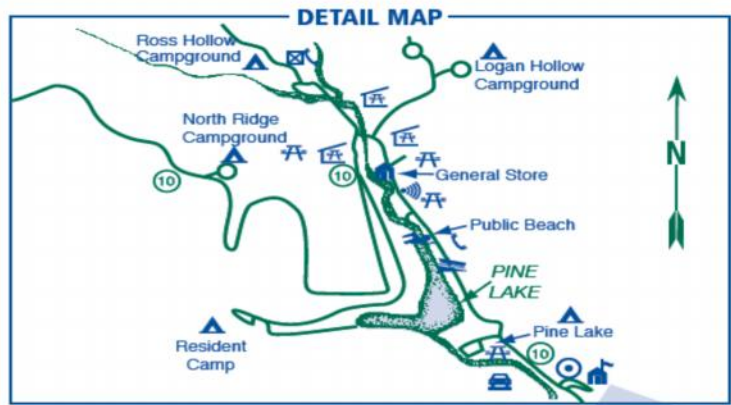 DETAIL MAP
Ross Hollow
Campground
Logan Hollow
Campground
North Ridge
Campground
10
10
General Store
N
Public Beach
PINE
LAKE
Pine Lake
Resident
Camp
10